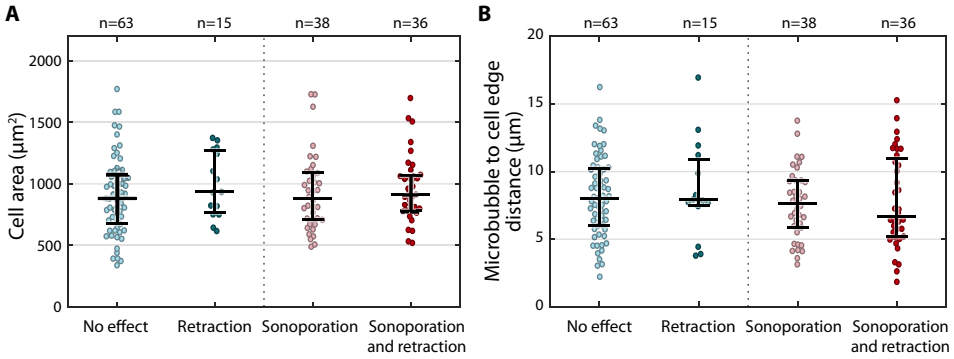 A
n=63 n=15 n=38 n=36
Cell area (μm²)
2000
1500
1000
500
0
No effect Retraction Sonoporation Sonoporation
and retraction
B
n=63 n=15 n=38 n=36
Microbubble to cell edge
distance (μm)
20
15
10
5
0
No effect Retraction Sonoporation Sonoporation
and retraction